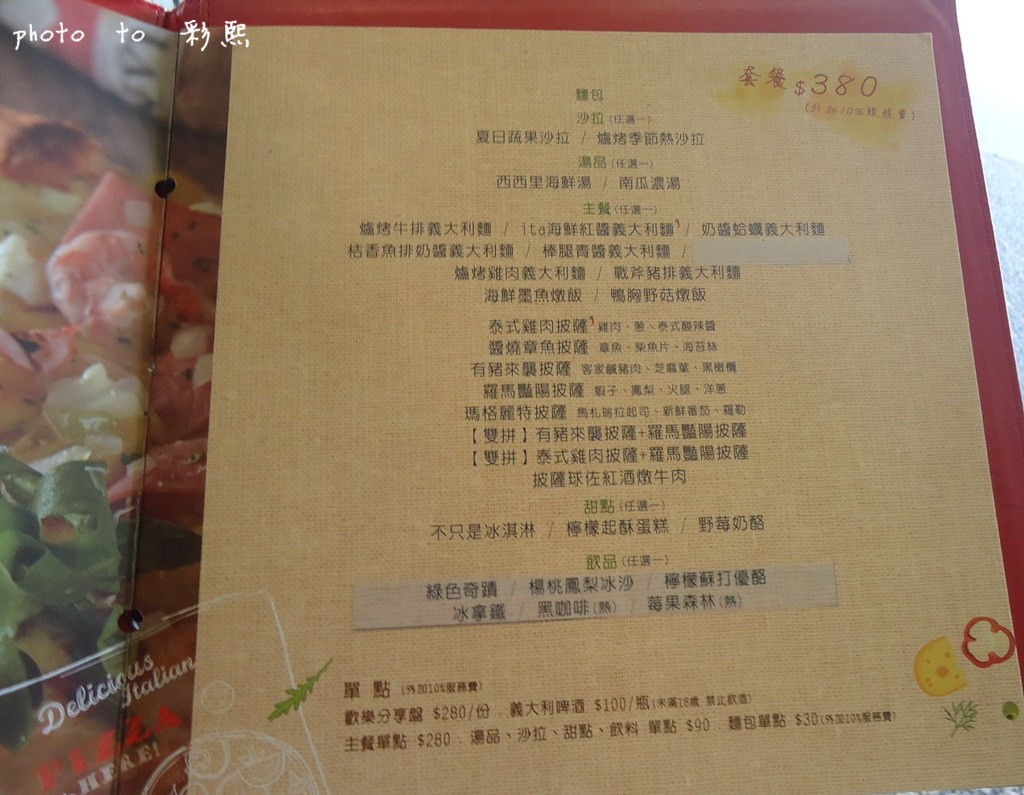 photo to 彩熙
套餐 $380
(外加10%服務費)
麵包
沙拉(任選一)
夏日蔬果沙拉 / 爐烤季節熱沙拉
湯品(任選一)
西西里海鮮湯 / 南瓜濃湯
主餐(任選一)
爐烤牛排義大利麵 / ita海鮮紅醬義大利麵 / 奶醬蛤蠣義大利麵
桔香魚排奶醬義大利麵 / 棒腿青醬義大利麵 /
爐烤雞肉義大利麵 / 戰斧豬排義大利麵
海鮮墨魚燉飯 / 鴨胸野菇燉飯
泰式雞肉披薩 雞肉、蔥、泰式酸辣醬
醬燒章魚披薩 章魚、柴魚片、海苔絲
有豬來襲披薩 客家鹹豬肉、芝麻葉、黑橄欖
羅馬豔陽披薩 蝦子、鳳梨、火腿、洋蔥
瑪格麗特披薩 馬札瑞拉起司、新鮮番茄、羅勒
【雙拼】有豬來襲披薩+羅馬豔陽披薩
【雙拼】泰式雞肉披薩+羅馬豔陽披薩
披薩球佐紅酒燉牛肉
甜點(任選一)
不只是冰淇淋 / 檸檬起酥蛋糕 / 野莓奶酪
飲品(任選一)
綠色奇蹟 / 楊桃鳳梨冰沙 / 檸檬蘇打優酪
冰拿鐵 / 黑咖啡(熱) / 莓果森林(熱)
單點(外加10%服務費)
歡樂分享盤 $280/份．義大利啤酒 $100/瓶(未滿18歲 禁止飲酒)
主餐單點 $280．湯品、沙拉、甜點、飲料 單點 $90．麵包單點 $30(外加10%服務費)
Delicious
Italian
PIZZA
HERE!